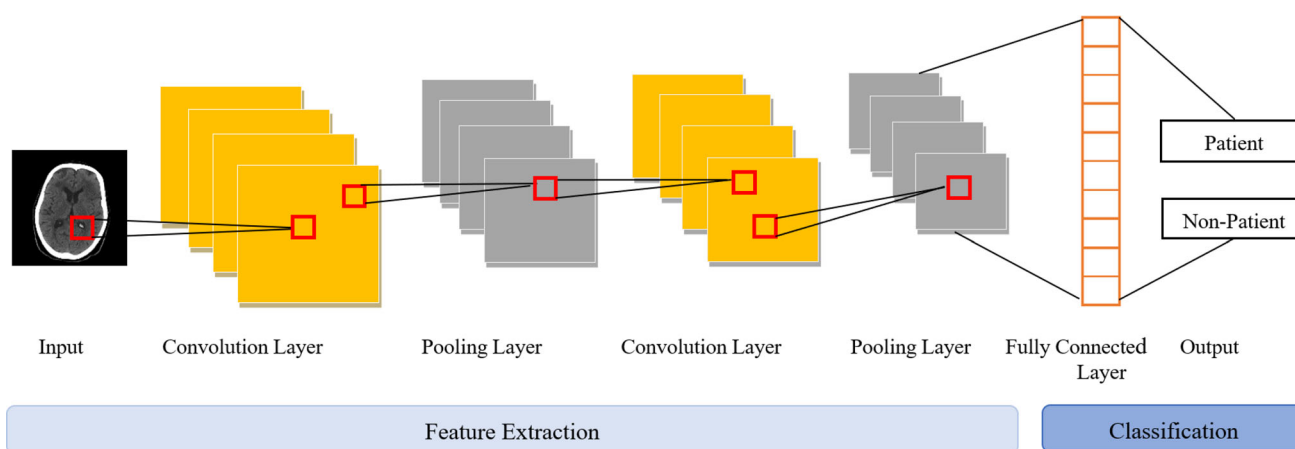 Patient
Non-Patient
Input
Convolution Layer
Pooling Layer
Convolution Layer
Pooling Layer
Fully Connected
Layer
Output
Feature Extraction
Classification